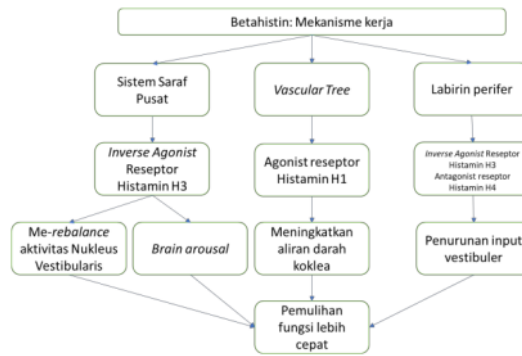 Betahistin: Mekanisme kerja
Sistem Saraf
Pusat
Vascular Tree
Labirin perifer
Inverse Agonist
Reseptor
Histamin H3
Agonist reseptor
Histamin H1
Inverse Agonist Reseptor
Histamin H3
Antagonist reseptor
Histamin H4
Me-rebalance
aktivitas Nukleus
Vestibularis
Brain arousal
Meningkatkan
aliran darah
koklea
Penurunan input
vestibuler
Pemulihan
fungsi lebih
cepat